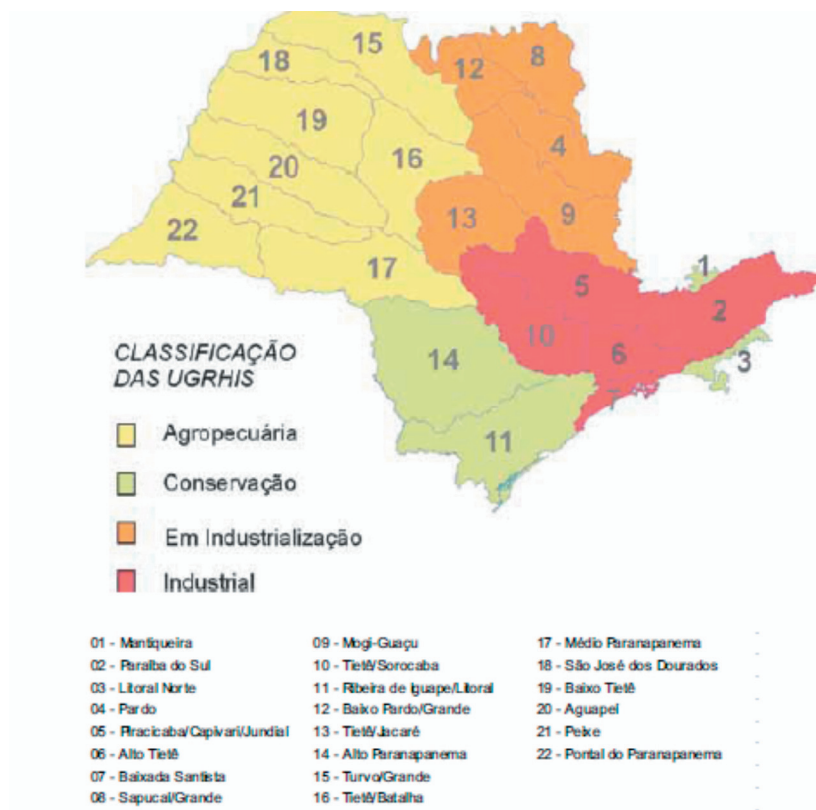 15
18
12
8
19
4
16
20
21
13
9
22
17
1
5
2
10
6
3
14
7
11
CLASSIFICAÇÃO
DAS UGRHIS
Agropecuária
Conservação
Em Industrialização
Industrial
01 - Mantiqueira
02 - Paraíba do Sul
03 - Litoral Norte
04 - Pardo
05 - Piracicaba/Capivari/Jundiaí
06 - Alto Tietê
07 - Baixada Santista
08 - Sapucaí/Grande
09 - Mogi-Guaçu
10 - Tietê/Sorocaba
11 - Ribeira de Iguape/Litoral
12 - Baixo Pardo/Grande
13 - Tietê/Jacaré
14 - Alto Paranapanema
15 - Turvo/Grande
16 - Tietê/Batalha
17 - Médio Paranapanema
18 - São José dos Dourados
19 - Baixo Tietê
20 - Aguapeí
21 - Peixe
22 - Pontal do Paranapanema